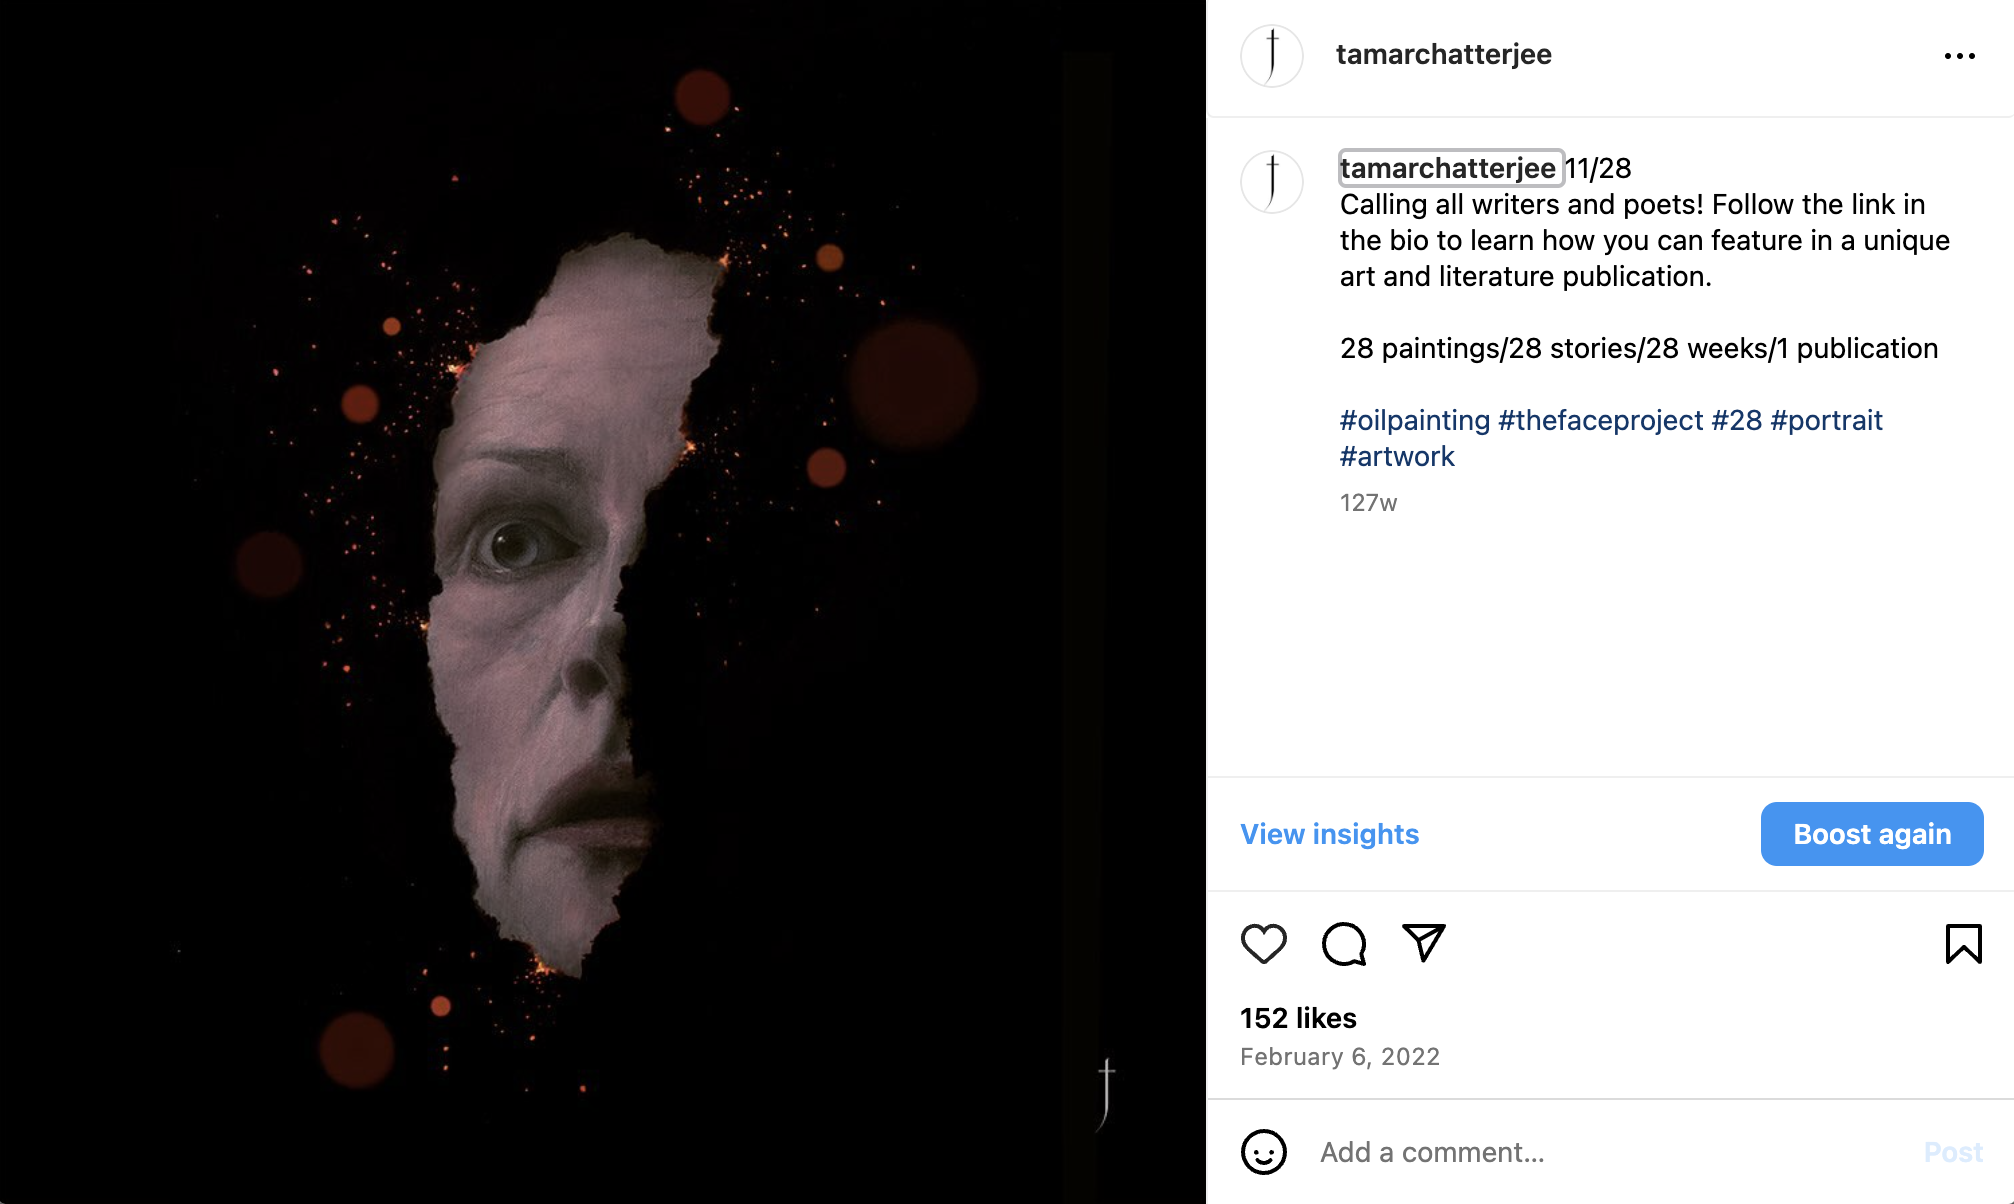 tamarchatterjee
tamarchatterjee 11/28
Calling all writers and poets! Follow the link in
the bio to learn how you can feature in a unique
art and literature publication.
28 paintings/28 stories/28 weeks/1 publication
#oilpainting #thefaceproject #28 #portrait
#artwork
127w
View insights
Boost again
152 likes
February 6, 2022
Add a comment...
Post